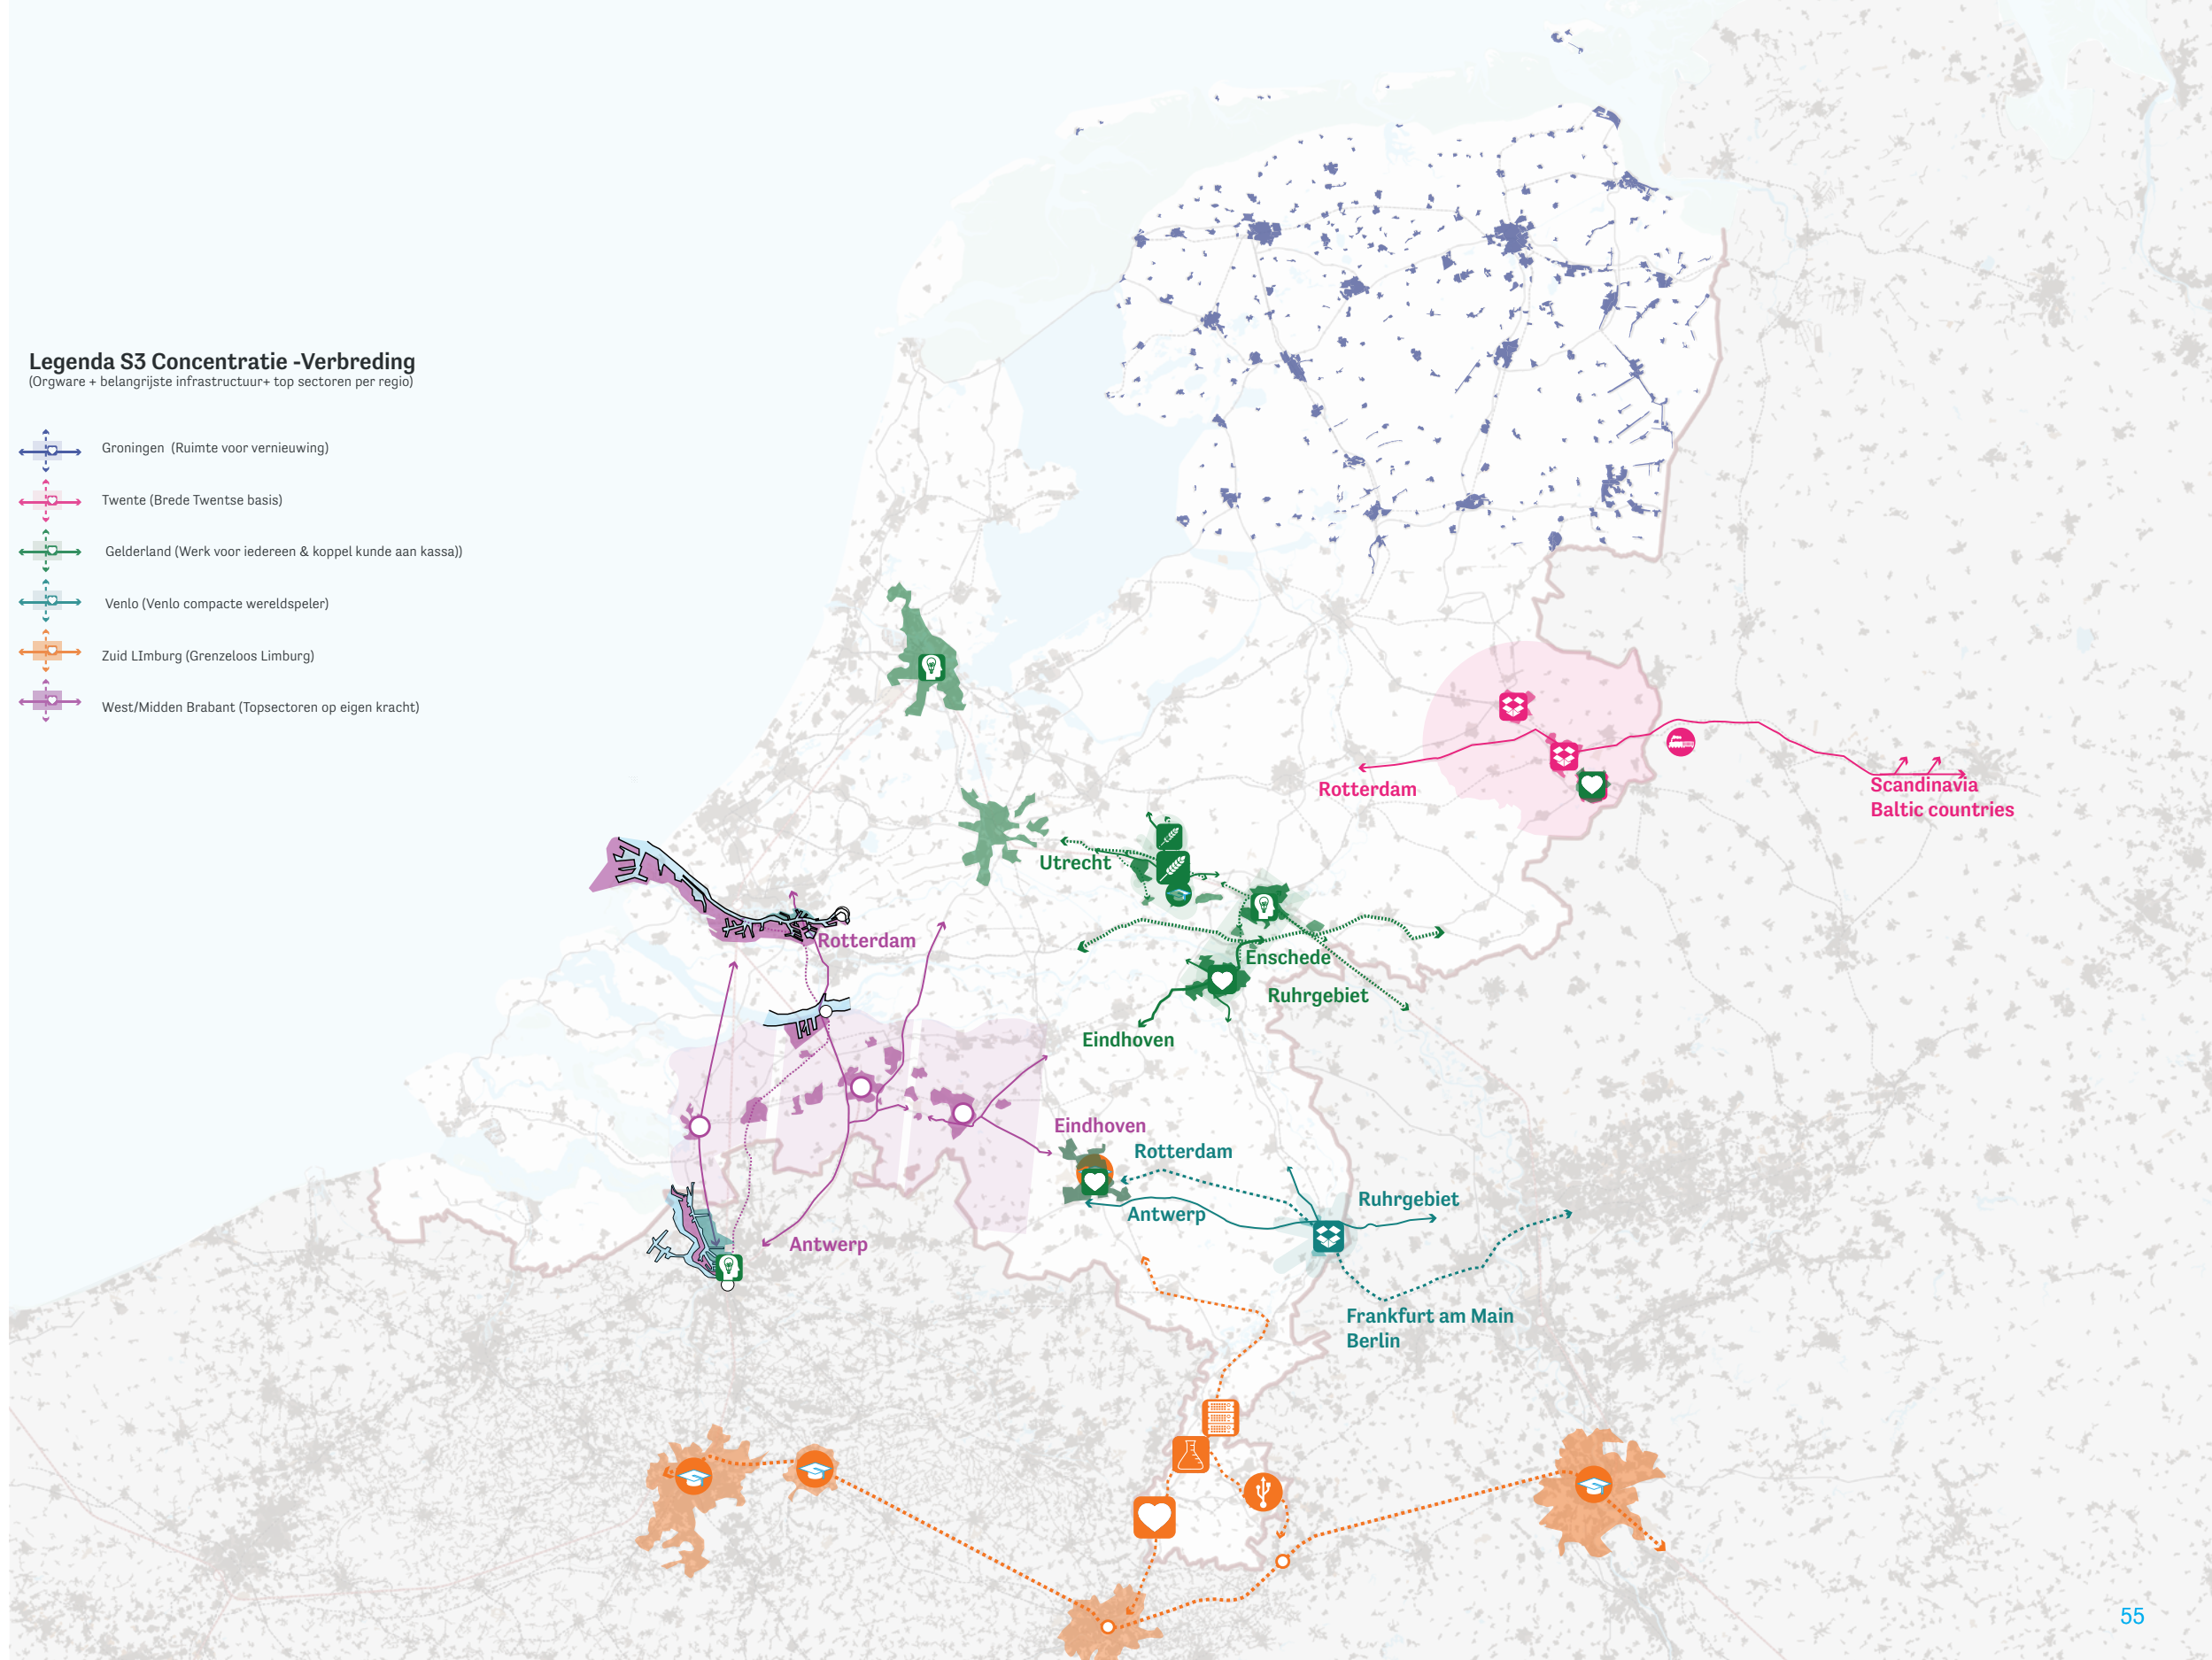 Legenda S3 Concentratie -Verbreding
(Orgware + belangrijste infrastructuur+ top sectoren per regio)
Groningen (Ruimte voor vernieuwing)
Twente (Brede Twentse basis)
Gelderland (Werk voor iedereen & koppel kunde aan kassa))
Venlo (Venlo compacte wereldspeler)
Zuid LImburg (Grenzeloos Limburg)
West/Midden Brabant (Topsectoren op eigen kracht)
Rotterdam
Scandinavia
Baltic countries
Utrecht
Rotterdam
Enschede
Ruhrgebiet
Eindhoven
Eindhoven
Rotterdam
Ruhrgebiet
Antwerp
Antwerp
Frankfurt am Main
Berlin
55